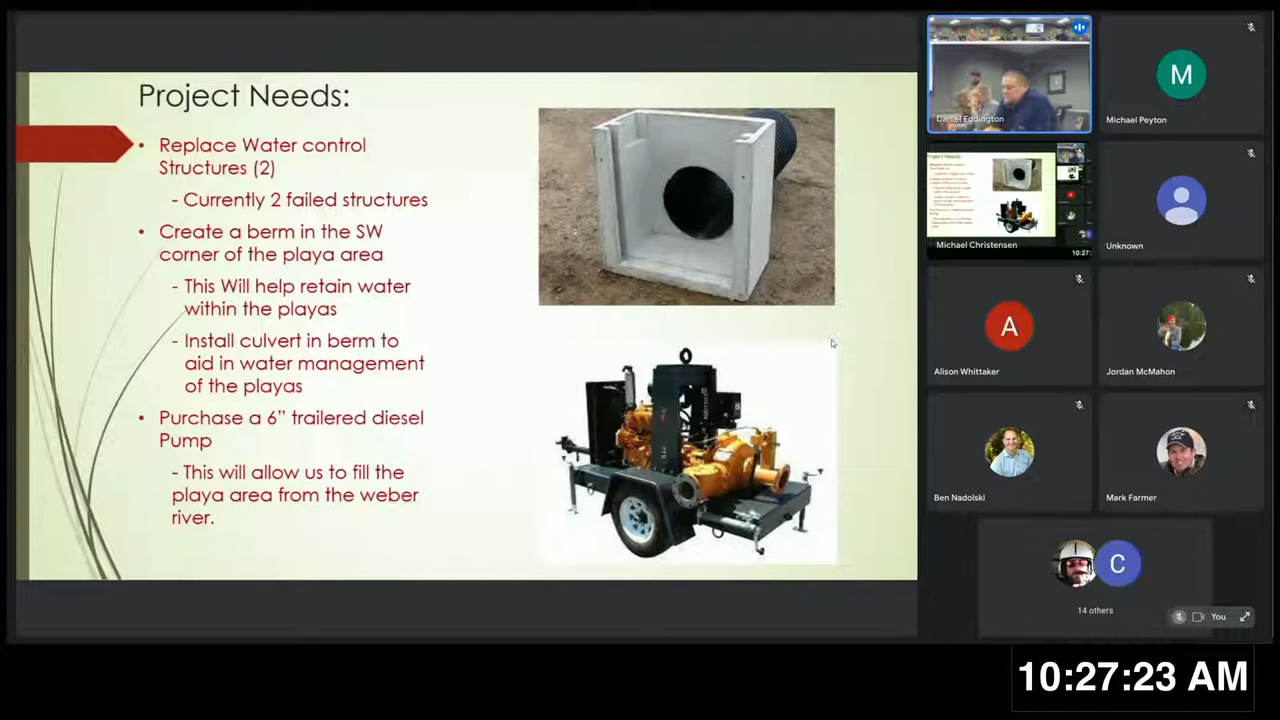 Project Needs:
• Replace Water control
Structures (2)
- Currently 2 failed structures
• Create a berm in the SW
corner of the playa area
- This Will help retain water
within the playas
- Install culvert in berm to
aid in water management
of the playas
• Purchase a 6" trailered diesel
Pump
- This will allow us to fill the
playa area from the weber
river.
Daniel Eddington
M
Michael Peyton
Project Needs:
Michael Christensen
10:27:
Unknown
A
Alison Whittaker
Jordan McMahon
Ben Nadolski
Mark Farmer
C
14 others
You
10:27:23 AM